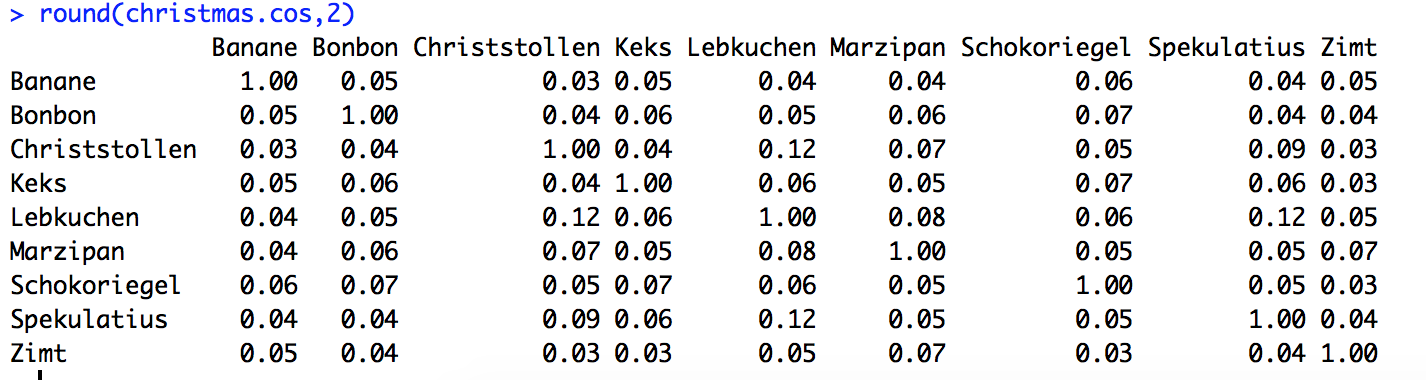 > round(christmas.cos,2)
Banane Bonbon Christstollen Keks Lebkuchen Marzipan Schokoriegel Spekulatius Zimt
Banane 1.00 0.05 0.03 0.05 0.04 0.04 0.06 0.04 0.05
Bonbon 0.05 1.00 0.04 0.06 0.05 0.06 0.07 0.04 0.04
Christstollen 0.03 0.04 1.00 0.04 0.12 0.07 0.05 0.09 0.03
Keks 0.05 0.06 0.04 1.00 0.06 0.05 0.07 0.06 0.03
Lebkuchen 0.04 0.05 0.12 0.06 1.00 0.08 0.06 0.12 0.05
Marzipan 0.04 0.06 0.07 0.05 0.08 1.00 0.05 0.05 0.07
Schokoriegel 0.06 0.07 0.05 0.07 0.06 0.05 1.00 0.05 0.03
Spekulatius 0.04 0.04 0.09 0.06 0.12 0.05 0.05 1.00 0.04
Zimt 0.05 0.04 0.03 0.03 0.05 0.07 0.03 0.04 1.00